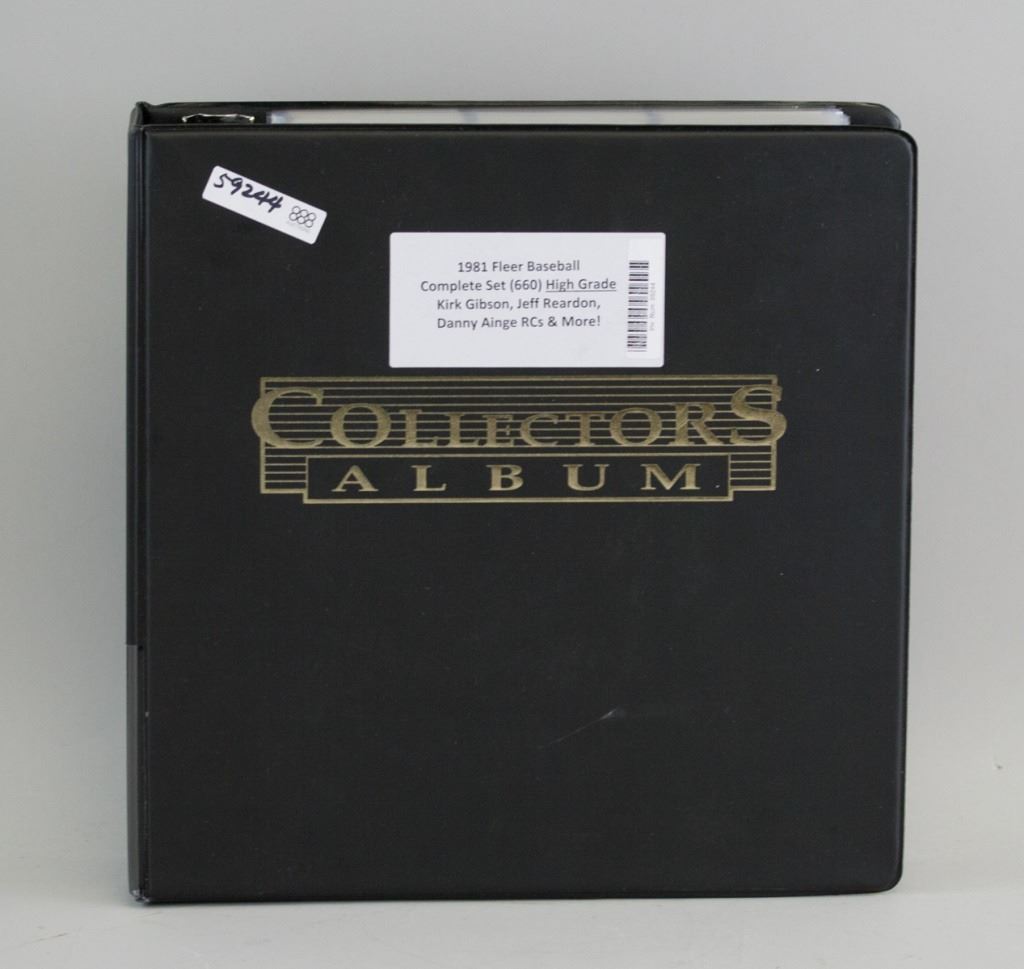 59244 888
1981 Fleer Baseball
Complete Set (660) High Grade
Kirk Gibson, Jeff Reardon,
Danny Ainge RCs & More!
COLLECTORS
ALBUM